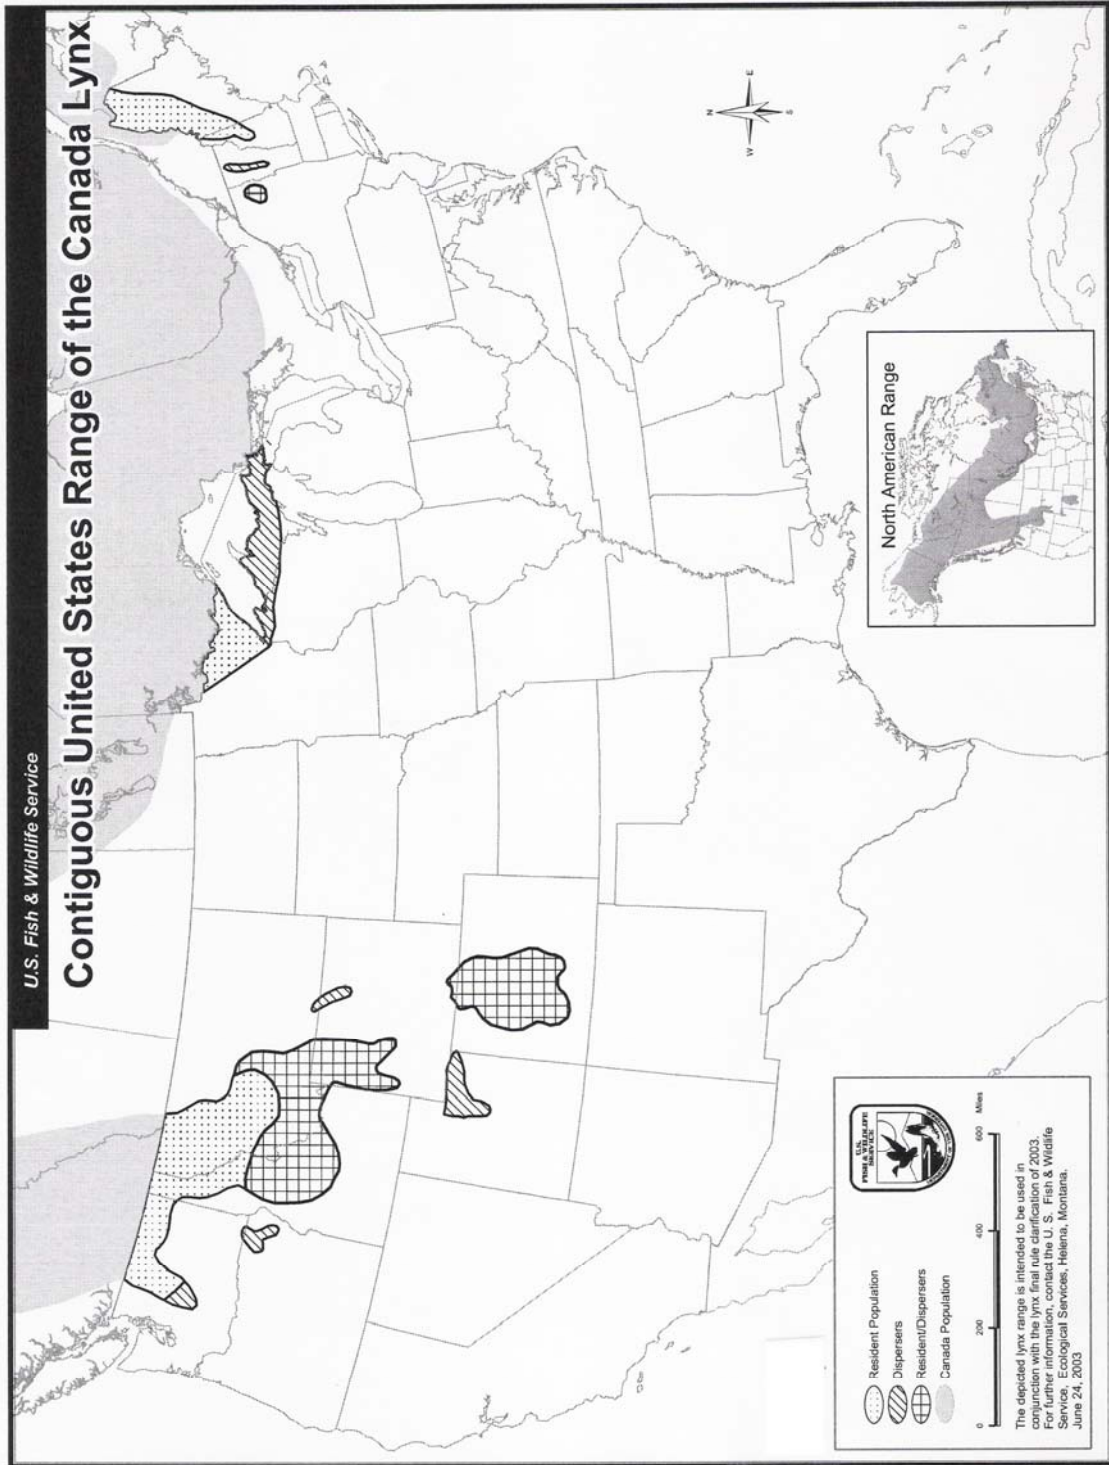 U.S. Fish & Wildlife Service
Contiguous United States Range of the Canada Lynx
N
W
E
S
North American Range
Resident Population
Dispersers
Resident/Dispersers
Canada Population
U.S.
FISH & WILDLIFE
SERVICE
0
200
400
600
Miles
The depicted lynx range is intended to be used in
conjunction with the lynx final rule clarification of 2003.
For further information, contact the U. S. Fish & Wildlife
Service, Ecological Services, Helena, Montana.
June 24, 2003